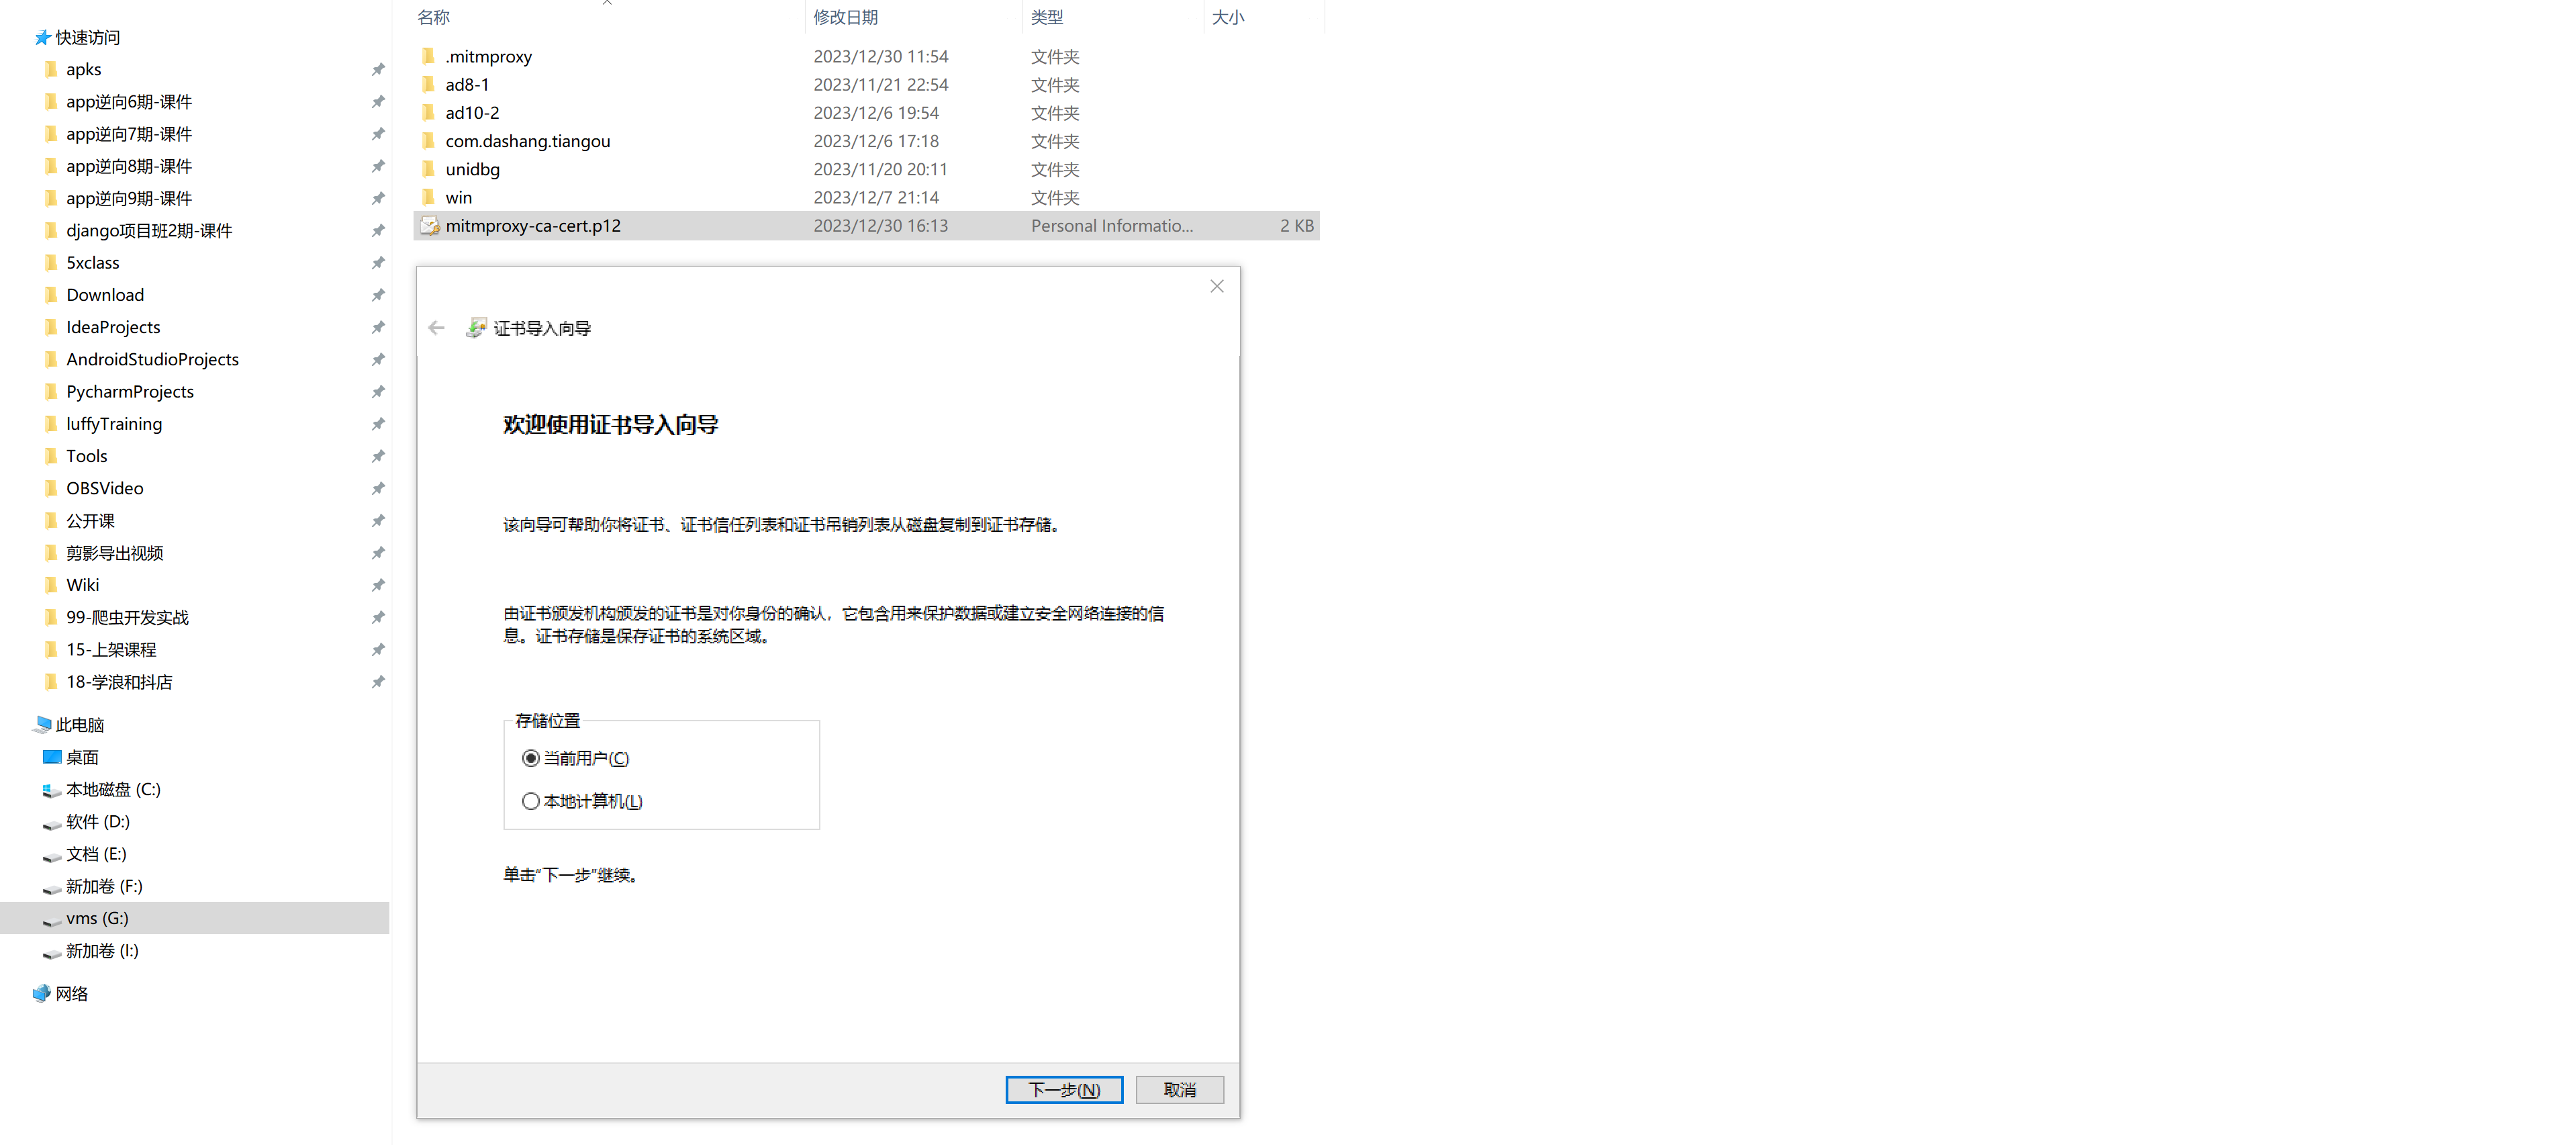 快速访问
apks
app逆向6期-课件
app逆向7期-课件
app逆向8期-课件
app逆向9期-课件
django项目班2期-课件
5xclass
Download
IdeaProjects
AndroidStudioProjects
PycharmProjects
luffyTraining
Tools
OBSVideo
公开课
剪影导出视频
Wiki
99-爬虫开发实战
15-上架课程
18-学浪和抖店
此电脑
桌面
本地磁盘 (C:)
软件 (D:)
文档 (E:)
新加卷 (F:)
vms (G:)
新加卷 (I:)
网络
名称 修改日期 类型 大小
.mitmproxy 2023/12/30 11:54 文件夹
ad8-1 2023/11/21 22:54 文件夹
ad10-2 2023/12/6 19:54 文件夹
com.dashang.tiangou 2023/12/6 17:18 文件夹
unidbg 2023/11/20 20:11 文件夹
win 2023/12/7 21:14 文件夹
mitmproxy-ca-cert.p12 2023/12/30 16:13 Personal Informatio... 2 KB
证书导入向导
欢迎使用证书导入向导
该向导可帮助你将证书、证书信任列表和证书吊销列表从磁盘复制到证书存储。
由证书颁发机构颁发的证书是对你身份的确认，它包含用来保护数据或建立安全网络连接的信
息。证书存储是保存证书的系统区域。
存储位置
当前用户(C)
本地计算机(L)
单击“下一步”继续。
下一步(N) 取消